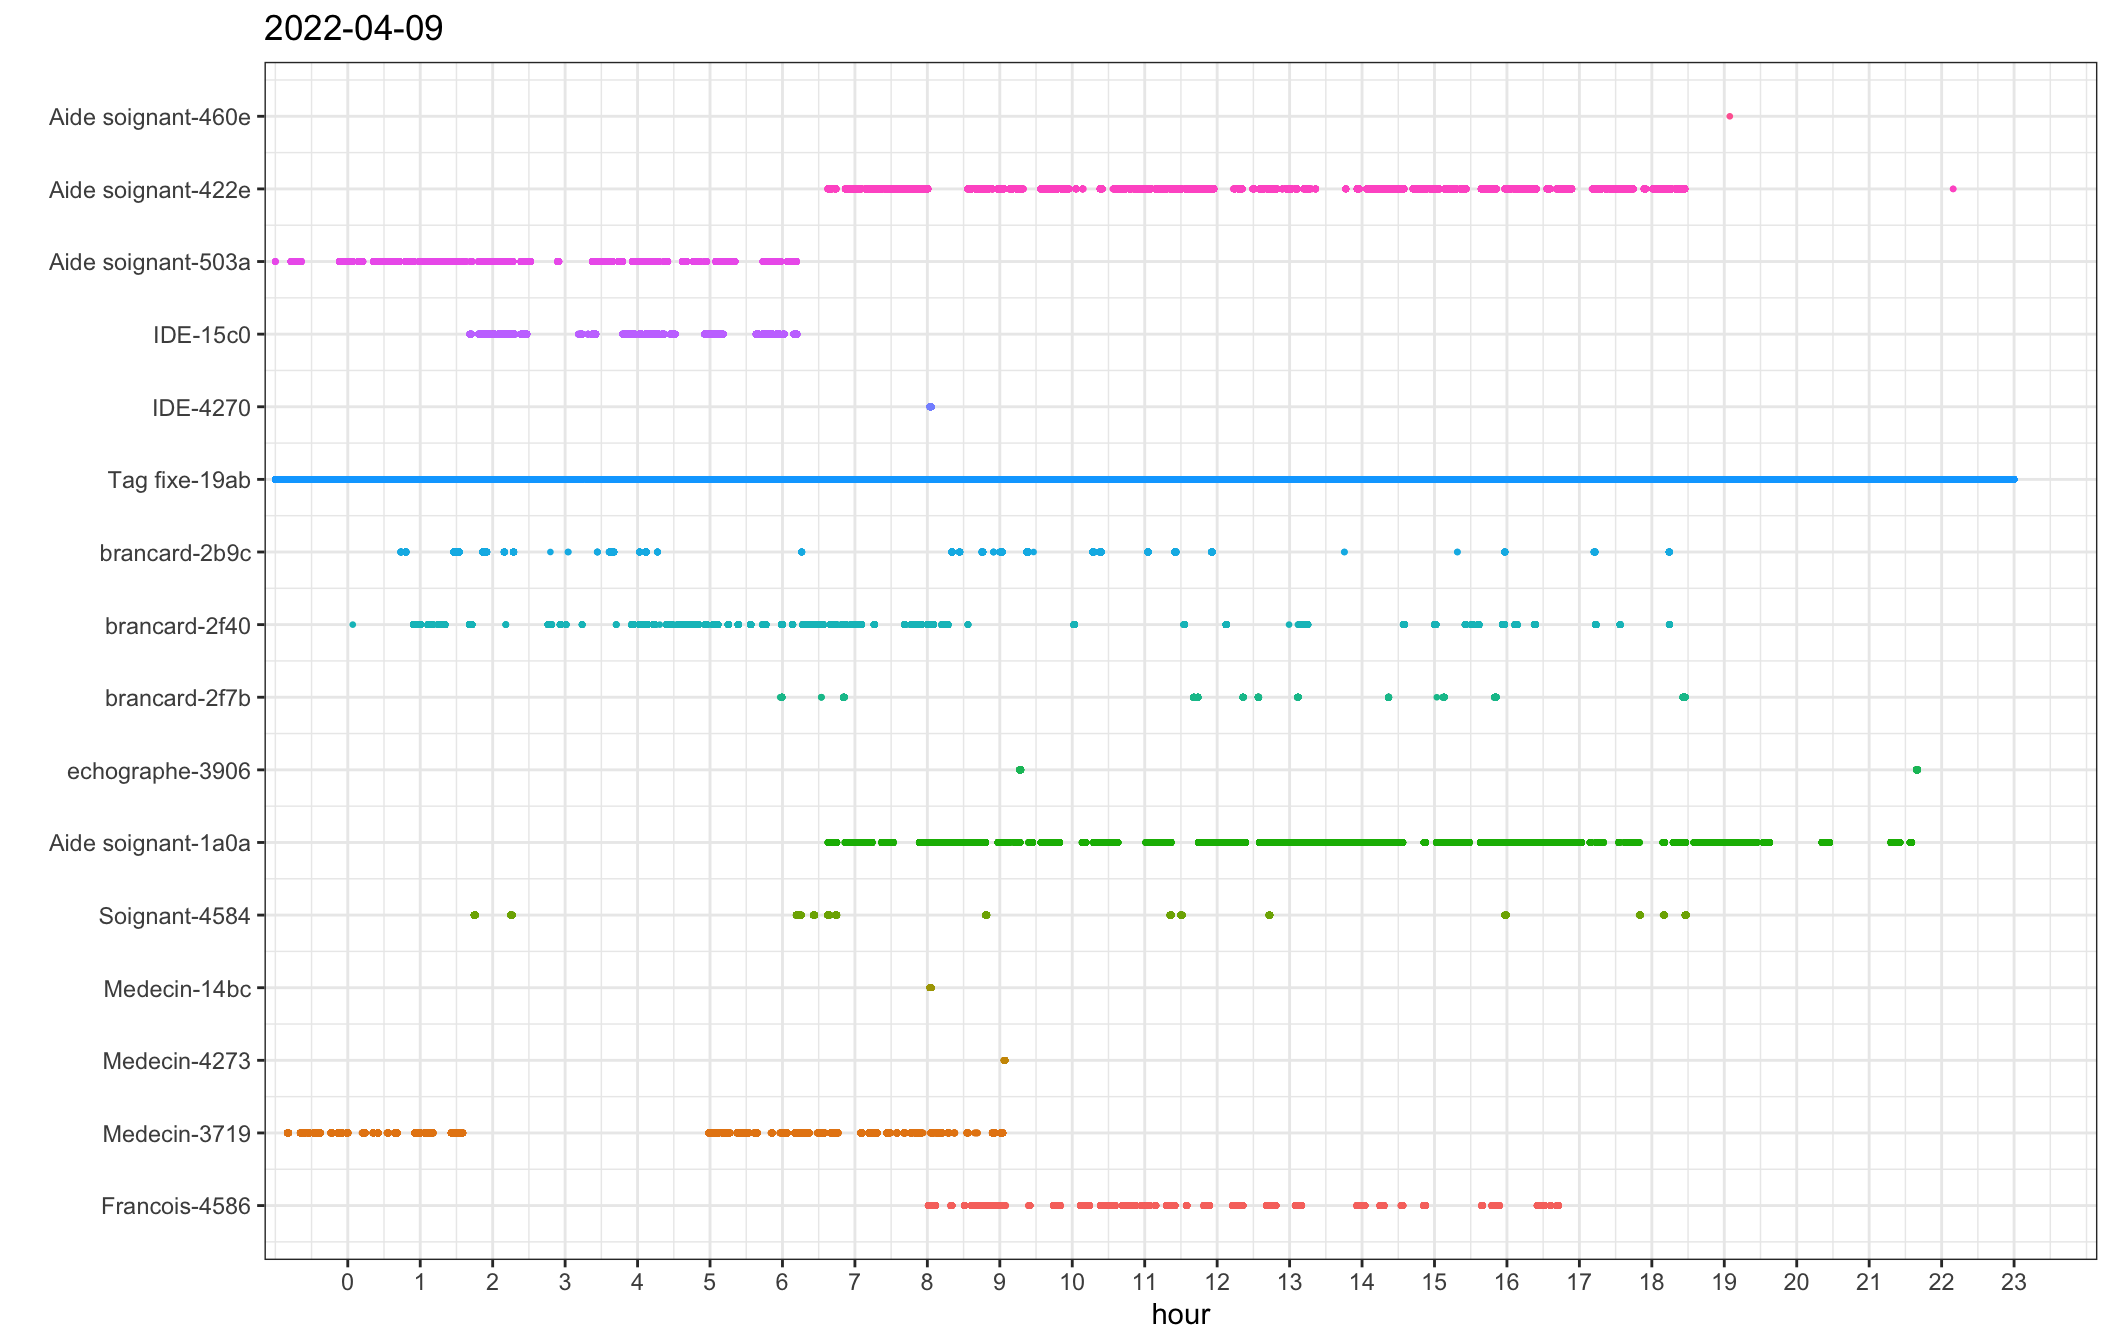 2022-04-09
Aide soignant-460e
Aide soignant-422e
Aide soignant-503a
IDE-15c0
IDE-4270
Tag fixe-19ab
brancard-2b9c
brancard-2f40
brancard-2f7b
echographe-3906
Aide soignant-1a0a
Soignant-4584
Medecin-14bc
Medecin-4273
Medecin-3719
Francois-4586
0 1 2 3 4 5 6 7 8 9 10 11 12 13 14 15 16 17 18 19 20 21 22 23
hour